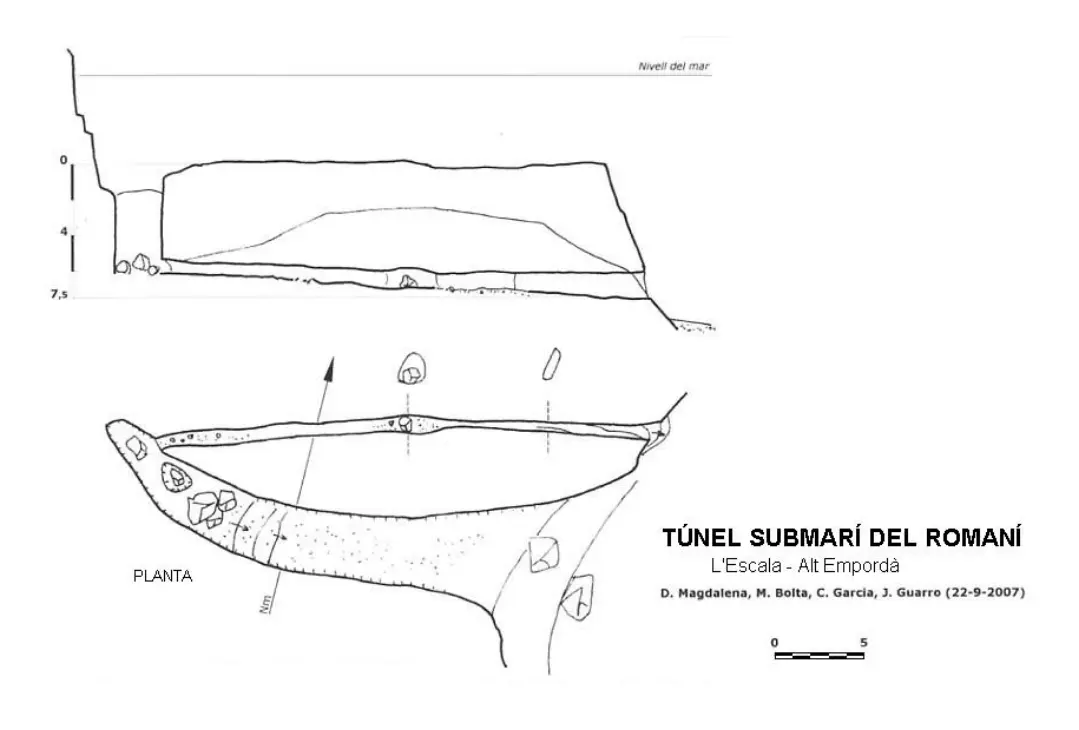 Nivell del mar
0
4
7,5
PLANTA
Nm
TÚNEL SUBMARÍ DEL ROMANÍ
L'Escala - Alt Empordà
D. Magdalena, M. Bolta, C. Garcia, J. Guarro (22-9-2007)
0 5